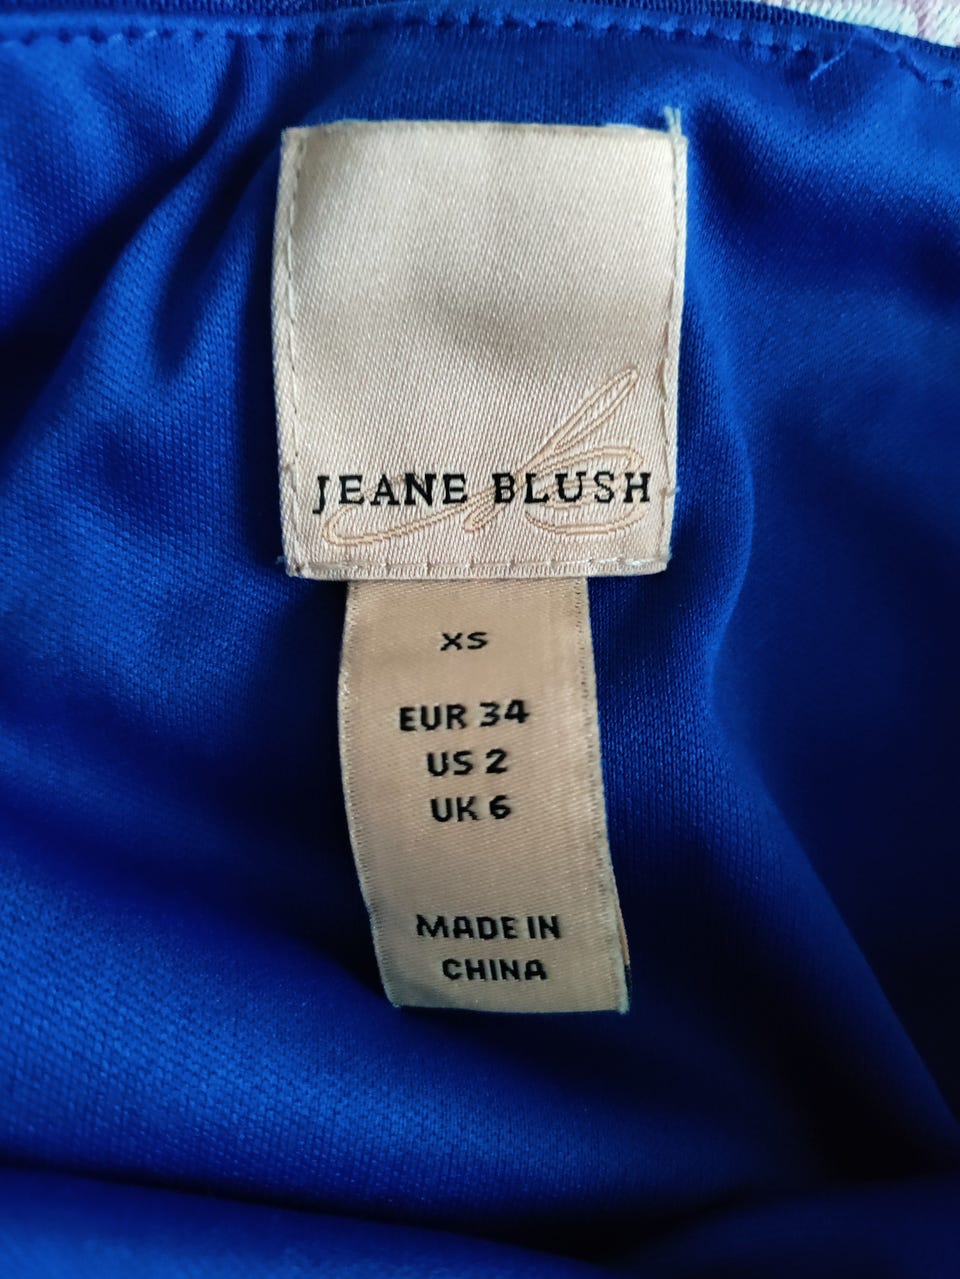 JEANE BLUSH
XS
EUR 34
US 2
UK 6
MADE IN
CHINA